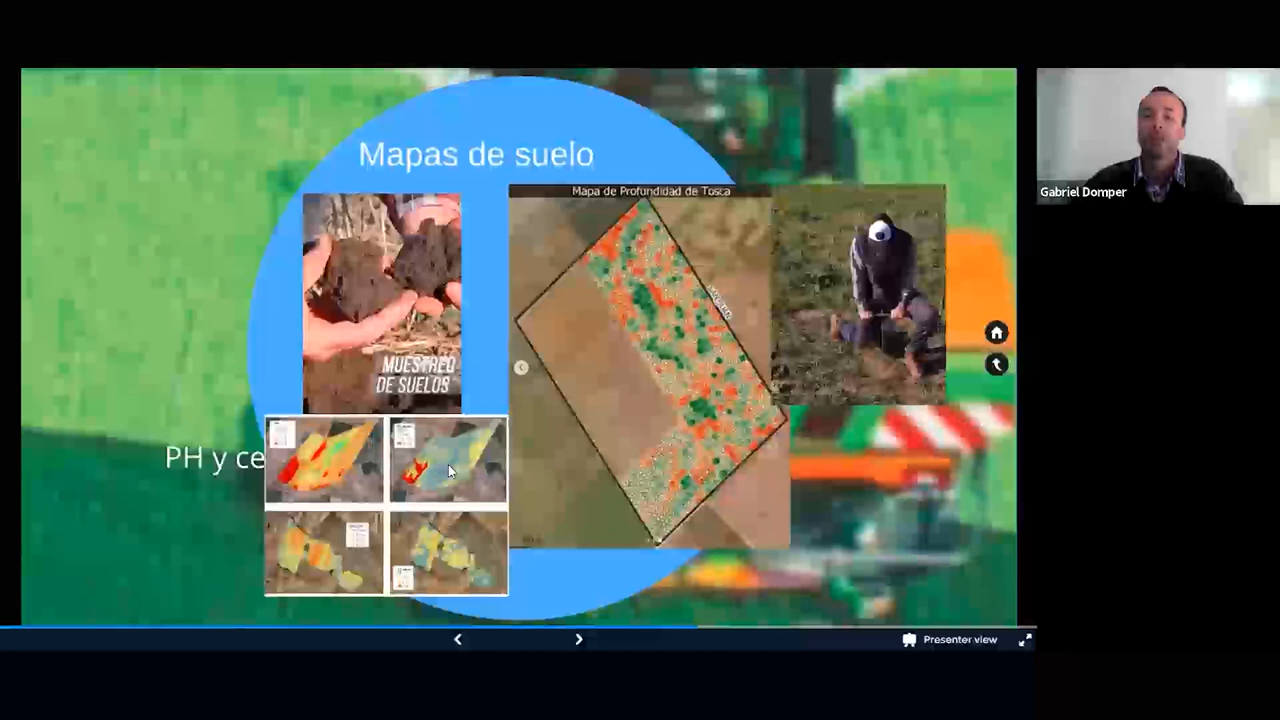 Mapas de suelo
Mapa de Profundidad de Tosca
MUESTREO
DE SUELOS
PH y ce
Gabriel Domper
Presenter view